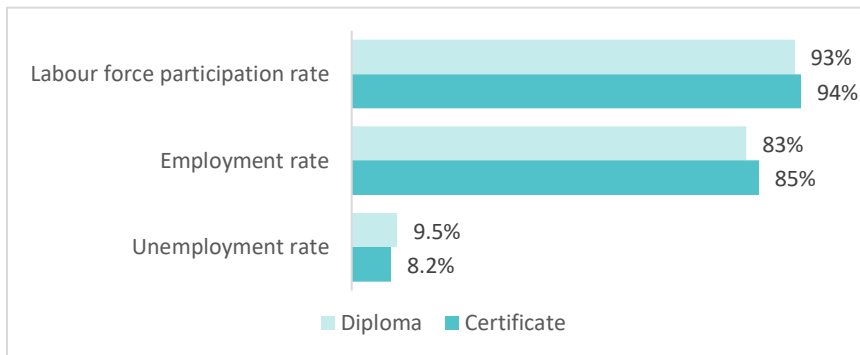 Labour force participation rate
93%
94%
Employment rate
83%
85%
Unemployment rate
9.5%
8.2%
Diploma
Certificate